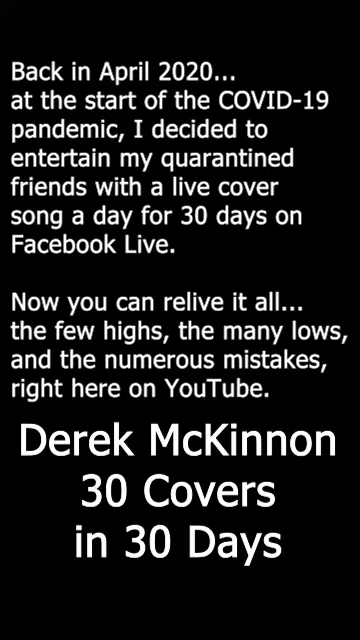 Back in April 2020...
at the start of the COVID-19
pandemic, I decided to
entertain my quarantined
friends with a live cover
song a day for 30 days on
Facebook Live.
Now you can relive it all...
the few highs, the many lows,
and the numerous mistakes,
right here on YouTube.
Derek McKinnon
30 Covers
in 30 Days